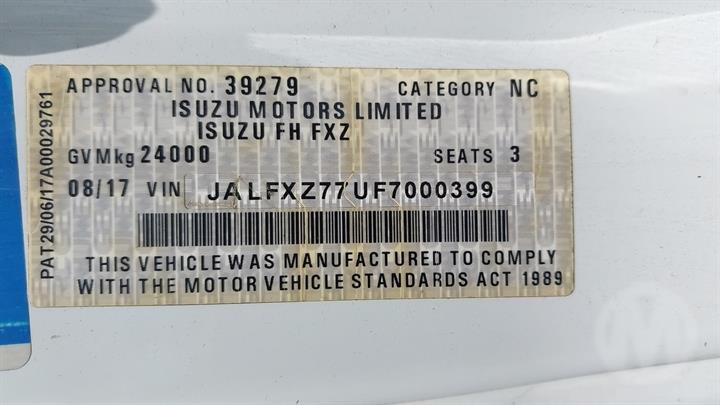 APPROVAL NO. 39279 CATEGORY NC
ISUZU MOTORS LIMITED
ISUZU FH FXZ
GVMkg 24000 SEATS 3
08/17 VIN JALFXZ77UF7000399
THIS VEHICLE WAS MANUFACTURED TO COMPLY
WITH THE MOTOR VEHICLE STANDARDS ACT 1989
PAT29/06/17A00029761
M